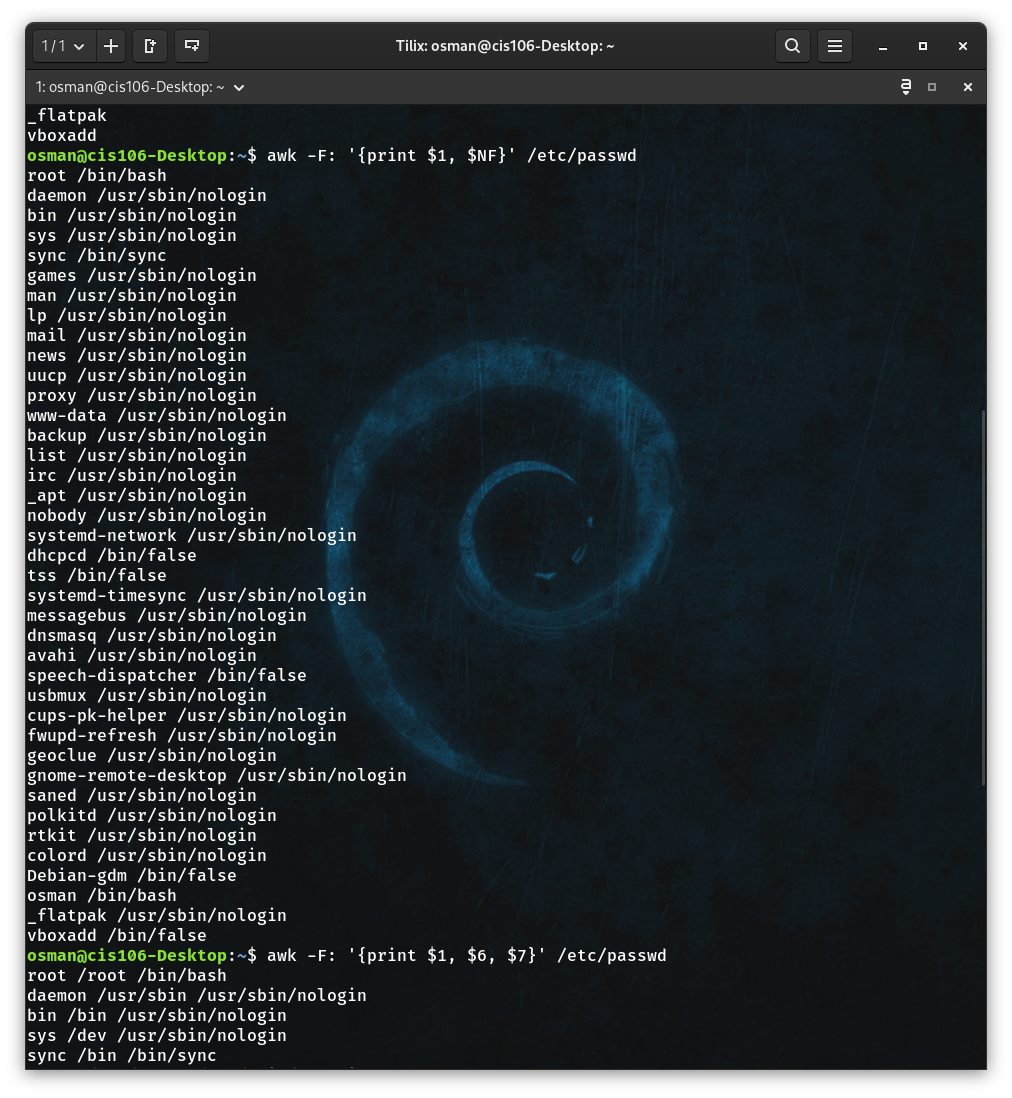 1 / 1
Tilix: osman@cis106-Desktop: ~
1: osman@cis106-Desktop: ~
a
_flatpak
vboxadd
osman@cis106-Desktop:~$ awk -F: '{print $1, $NF}' /etc/passwd
root /bin/bash
daemon /usr/sbin/nologin
bin /usr/sbin/nologin
sys /usr/sbin/nologin
sync /bin/sync
games /usr/sbin/nologin
man /usr/sbin/nologin
lp /usr/sbin/nologin
mail /usr/sbin/nologin
news /usr/sbin/nologin
uucp /usr/sbin/nologin
proxy /usr/sbin/nologin
www-data /usr/sbin/nologin
backup /usr/sbin/nologin
list /usr/sbin/nologin
irc /usr/sbin/nologin
_apt /usr/sbin/nologin
nobody /usr/sbin/nologin
systemd-network /usr/sbin/nologin
dhcpcd /bin/false
tss /bin/false
systemd-timesync /usr/sbin/nologin
messagebus /usr/sbin/nologin
dnsmasq /usr/sbin/nologin
avahi /usr/sbin/nologin
speech-dispatcher /bin/false
usbmux /usr/sbin/nologin
cups-pk-helper /usr/sbin/nologin
fwupd-refresh /usr/sbin/nologin
geoclue /usr/sbin/nologin
gnome-remote-desktop /usr/sbin/nologin
saned /usr/sbin/nologin
polkitd /usr/sbin/nologin
rtkit /usr/sbin/nologin
colord /usr/sbin/nologin
Debian-gdm /bin/false
osman /bin/bash
_flatpak /usr/sbin/nologin
vboxadd /bin/false
osman@cis106-Desktop:~$ awk -F: '{print $1, $6, $7}' /etc/passwd
root /root /bin/bash
daemon /usr/sbin /usr/sbin/nologin
bin /bin /usr/sbin/nologin
sys /dev /usr/sbin/nologin
sync /bin /bin/sync